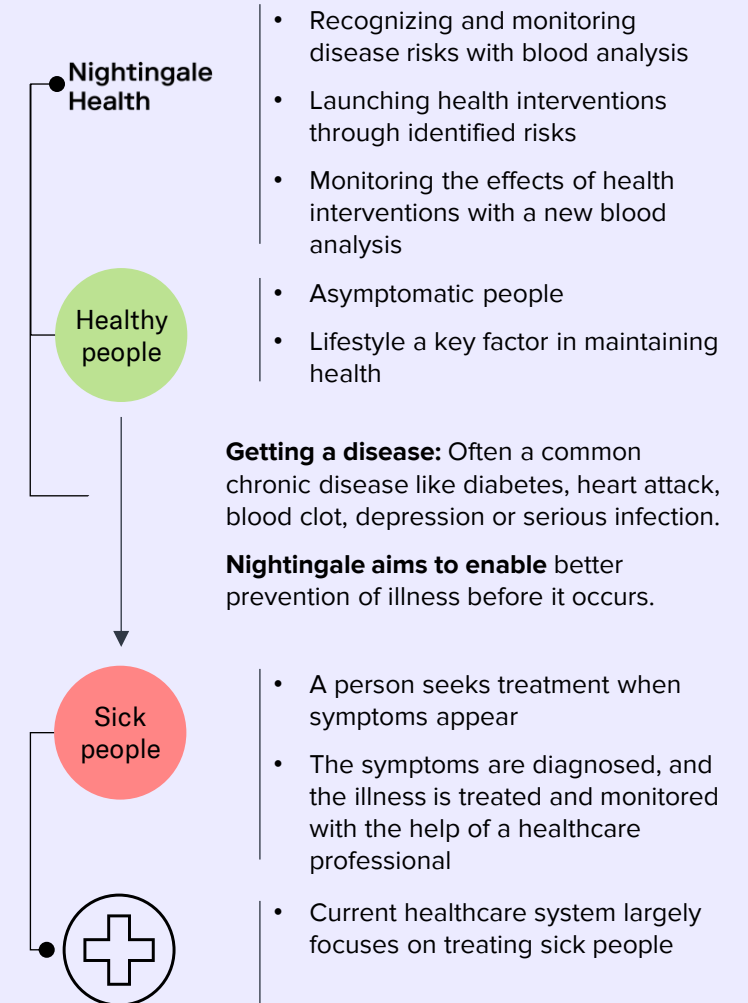 Nightingale
Health
• Recognizing and monitoring
disease risks with blood analysis
• Launching health interventions
through identified risks
• Monitoring the effects of health
interventions with a new blood
analysis
Healthy
people
• Asymptomatic people
• Lifestyle a key factor in maintaining
health
Getting a disease: Often a common
chronic disease like diabetes, heart attack,
blood clot, depression or serious infection.
Nightingale aims to enable better
prevention of illness before it occurs.
Sick
people
• A person seeks treatment when
symptoms appear
• The symptoms are diagnosed, and
the illness is treated and monitored
with the help of a healthcare
professional
• Current healthcare system largely
focuses on treating sick people